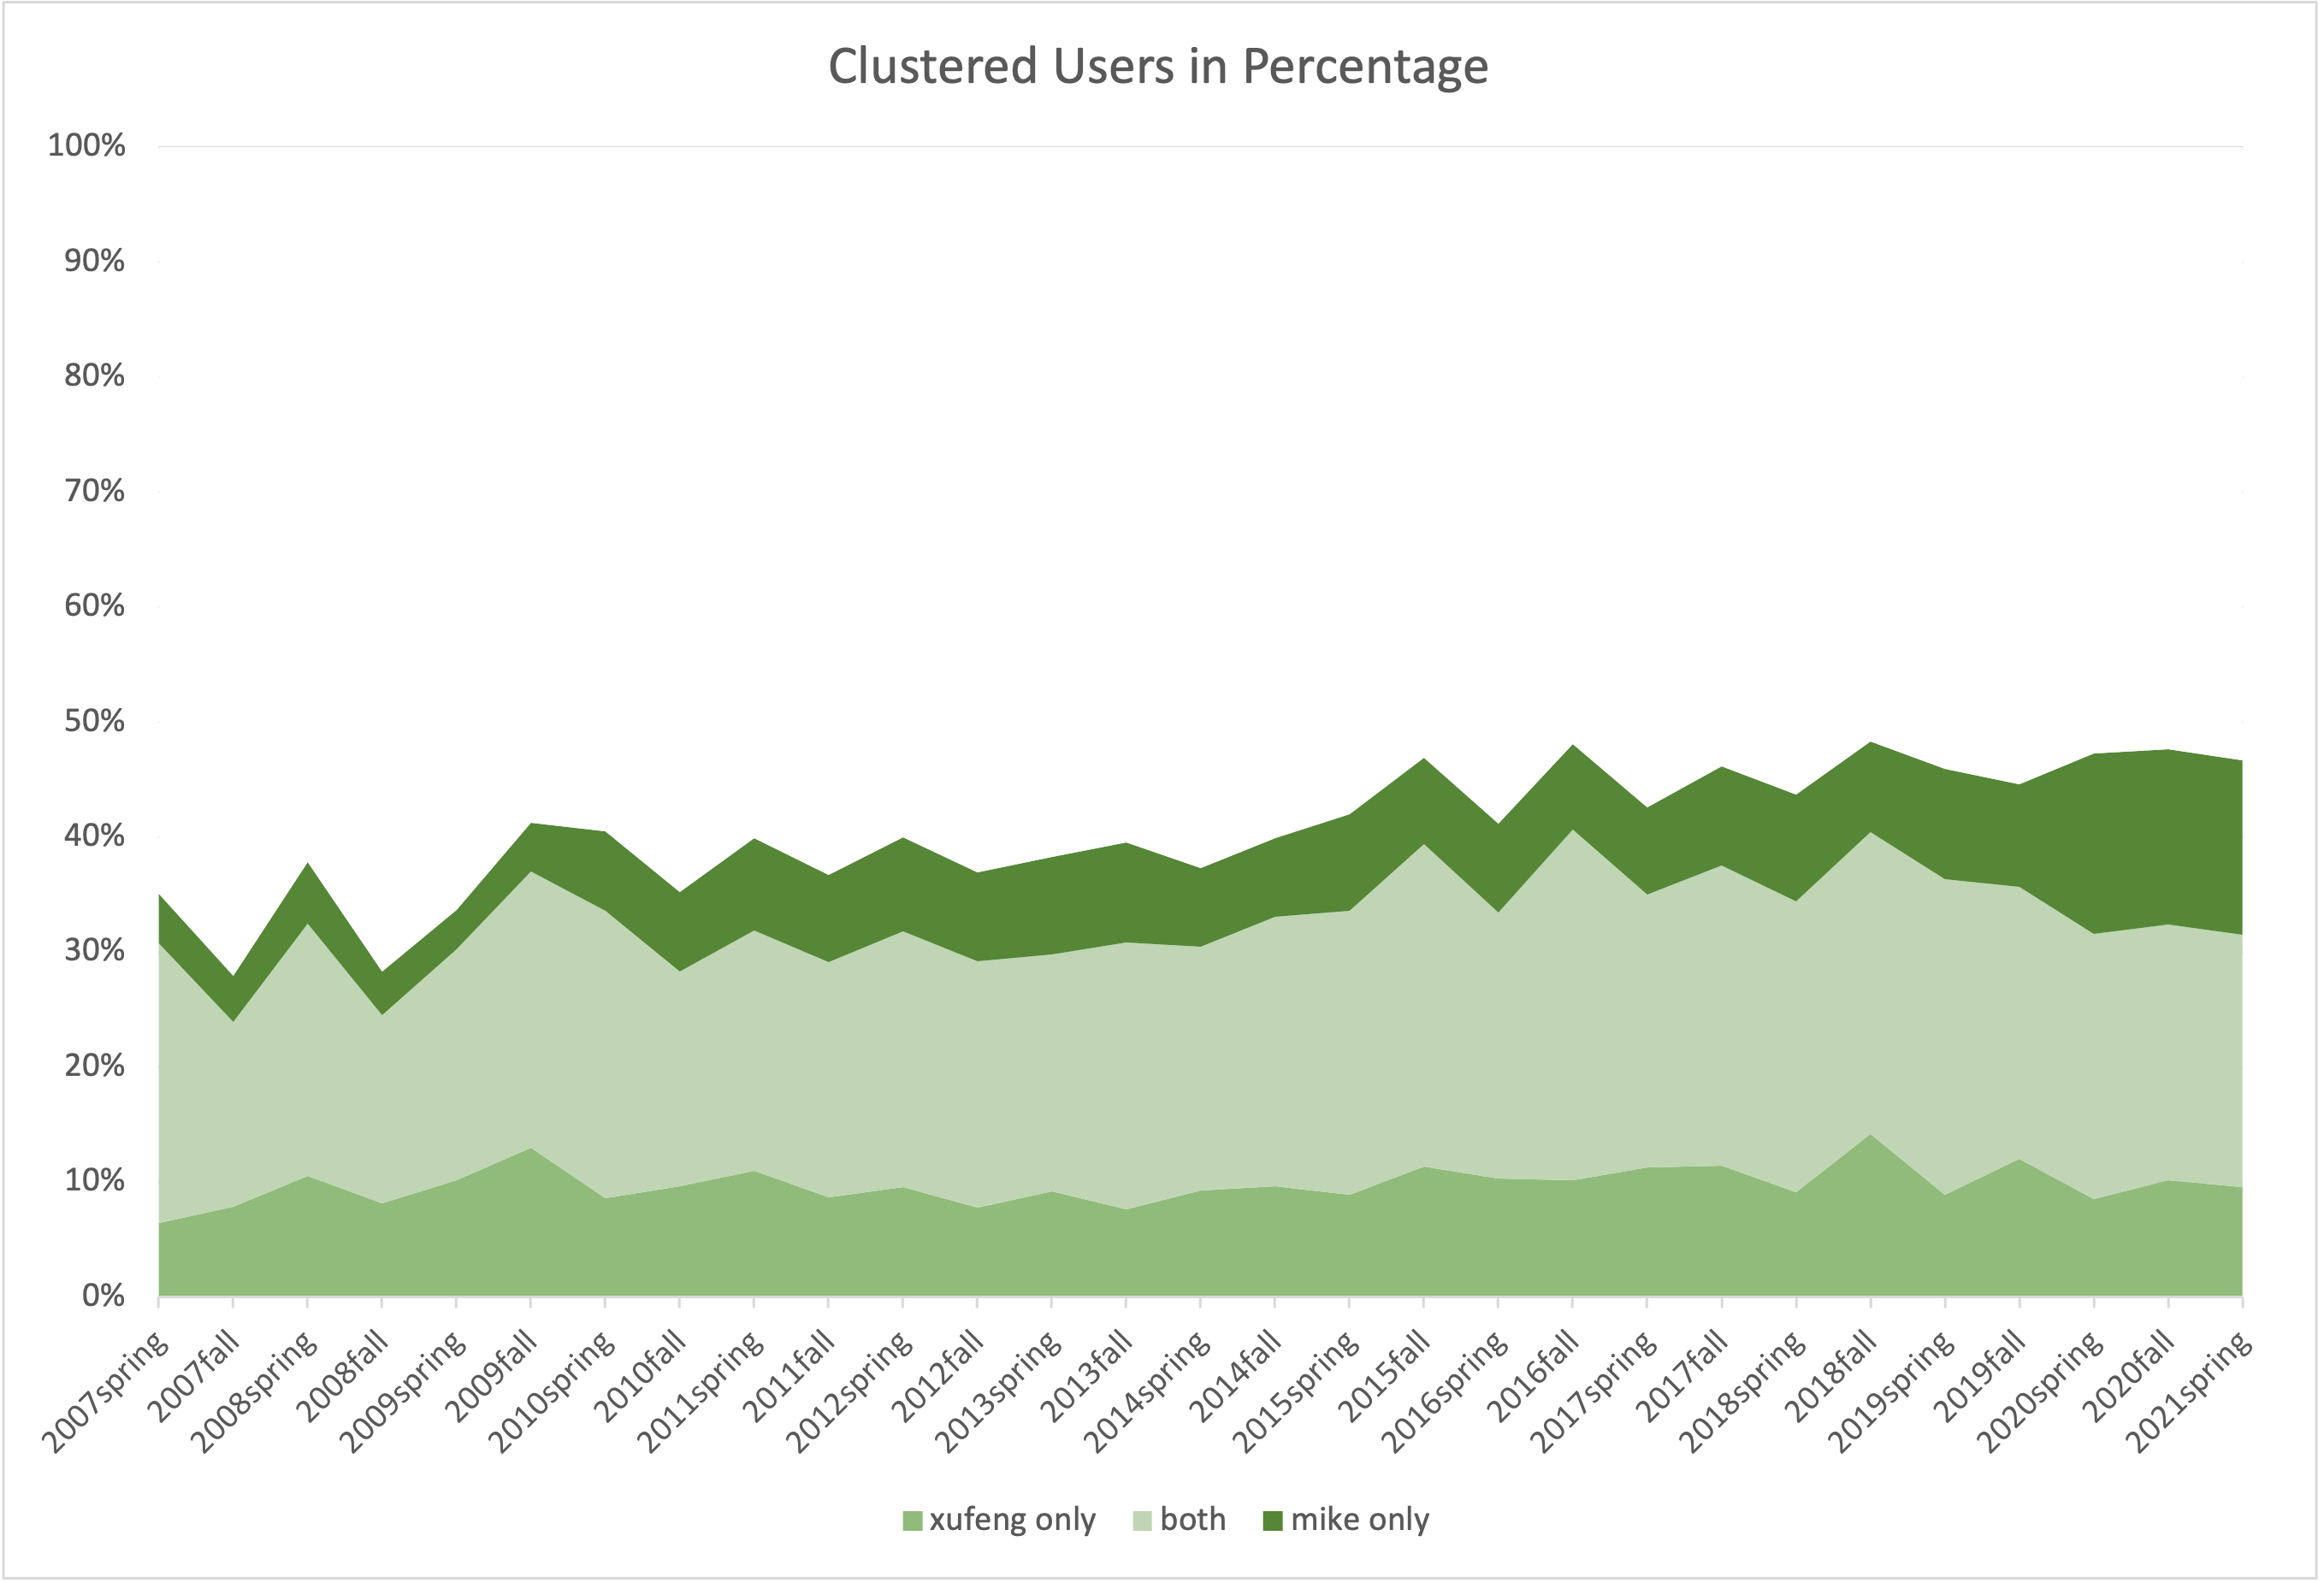 Clustered Users in Percentage
100%
90%
80%
70%
60%
50%
40%
30%
20%
10%
0%
2007spring
2007fall
2008spring
2008fall
2009spring
2009fall
2010spring
2010fall
2011spring
2011fall
2012spring
2012fall
2013spring
2013fall
2014spring
2014fall
2015spring
2015fall
2016spring
2016fall
2017spring
2017fall
2018spring
2018fall
2019spring
2019fall
2020spring
2020fall
2021spring
xufeng only both mike only